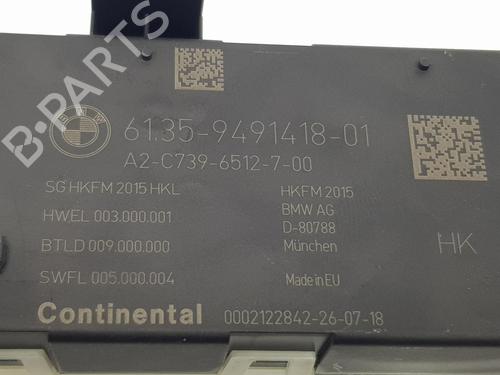 B-PARTS
BMW
61.35-9491418-01
A2-C739-6512-7-00
SG HKFM 2015 HKL
HWEL 003.000.001
BTLD 009.000.000
SWFL 005.000.004
HKFM 2015
BMW AG
D-80788
München
Made in EU
HK
Continental 0002122842-26-07-18